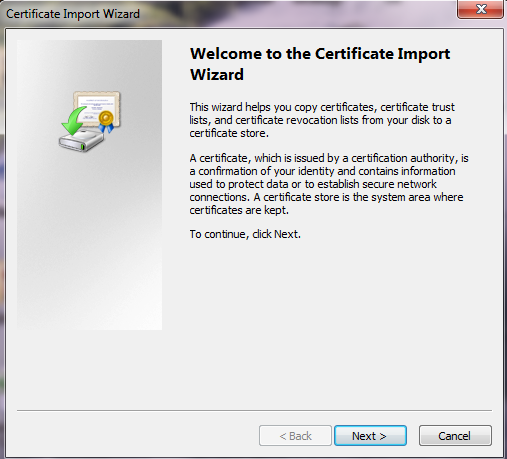 Certificate Import Wizard
Welcome to the Certificate Import
Wizard
This wizard helps you copy certificates, certificate trust
lists, and certificate revocation lists from your disk to a
certificate store.
A certificate, which is issued by a certification authority, is
a confirmation of your identity and contains information
used to protect data or to establish secure network
connections. A certificate store is the system area where
certificates are kept.
To continue, click Next.
< Back
Next >
Cancel